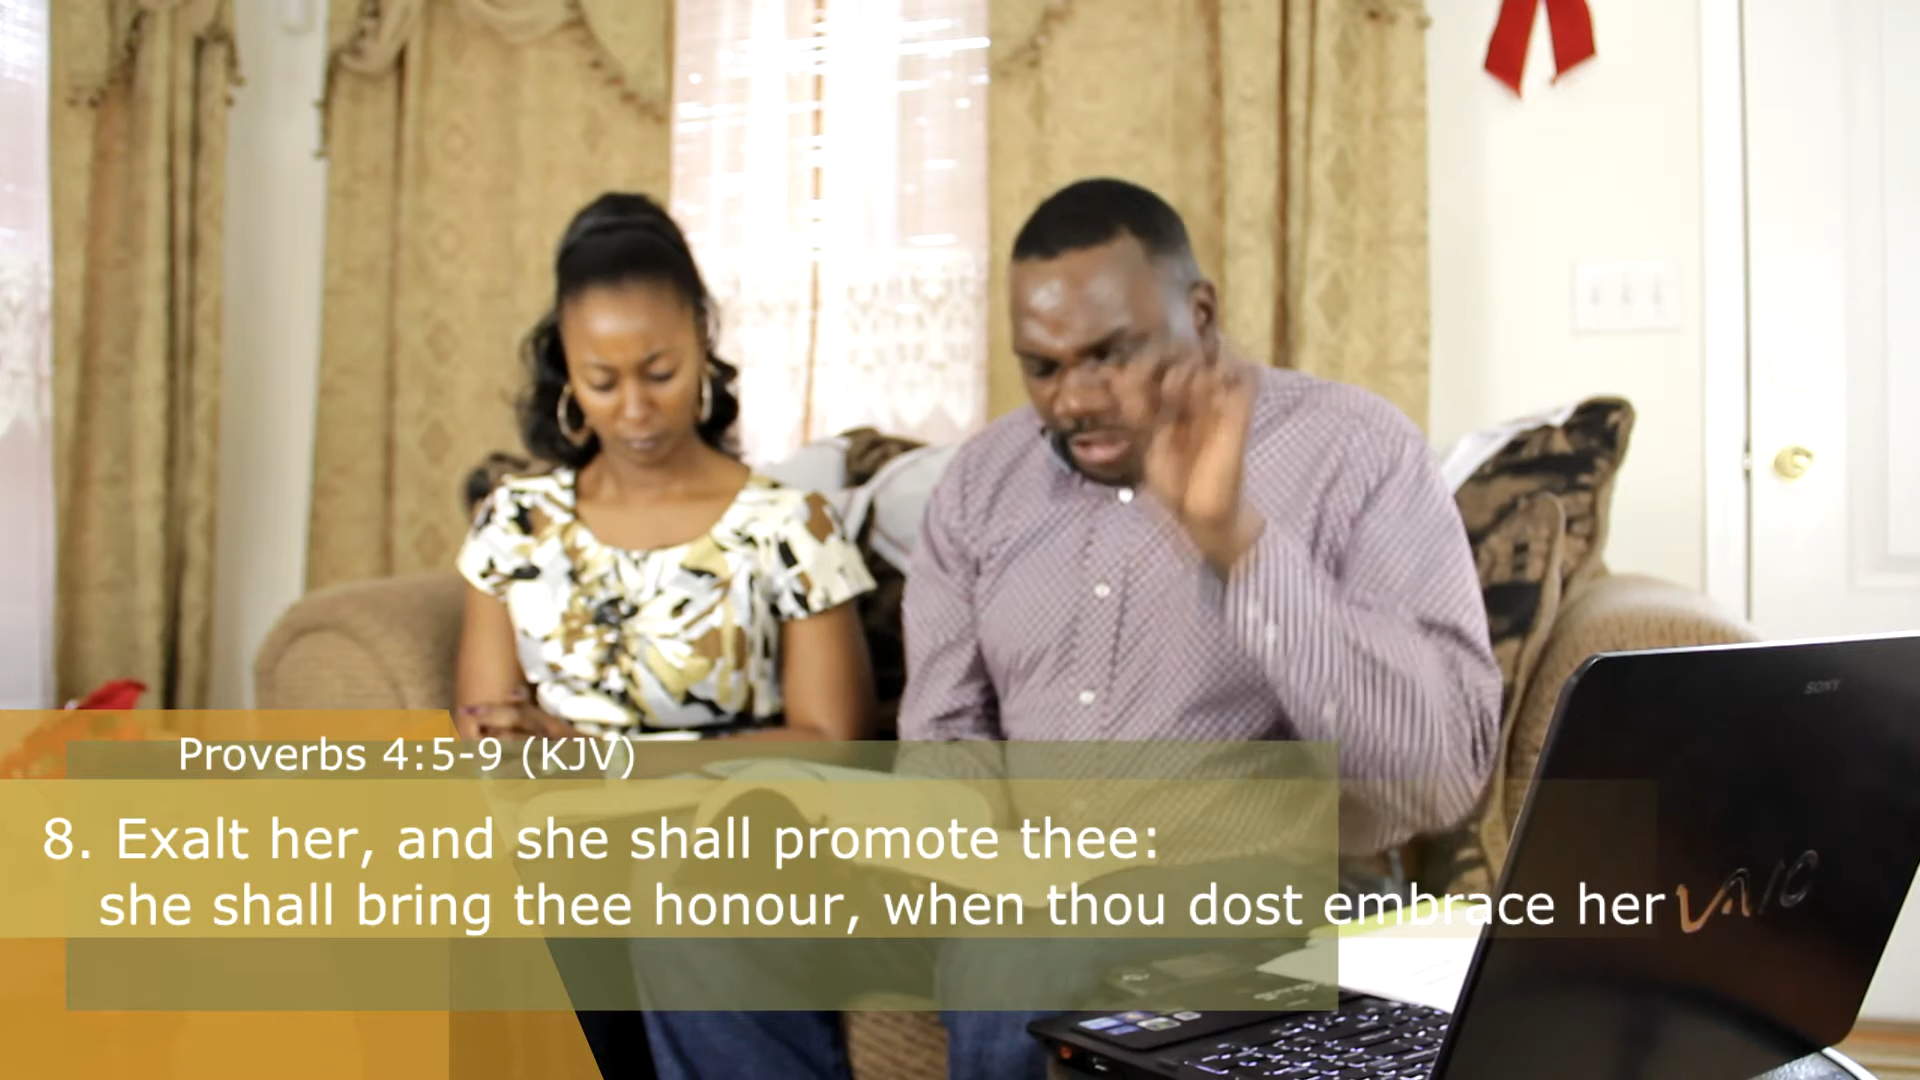 SONY
Proverbs 4:5-9 (KJV)
8. Exalt her, and she shall promote thee:
she shall bring thee honour, when thou dost embrace her
VAIO